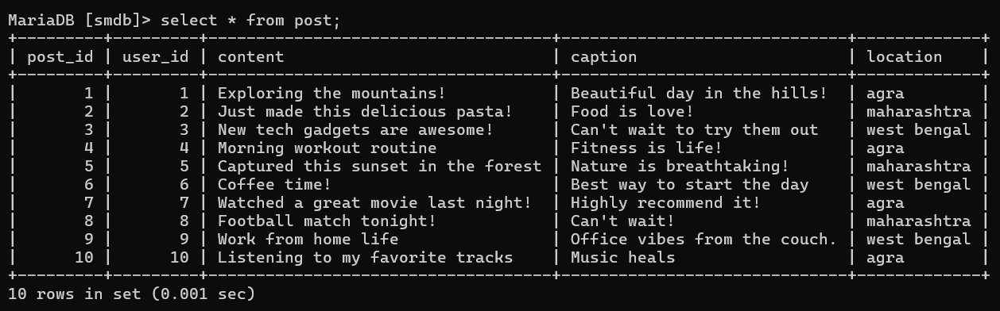 MariaDB [smdb]> select * from post;
+---------+---------+------------------------------------+------------------------------+-------------+
| post_id | user_id | content                            | caption                      | location    |
+---------+---------+------------------------------------+------------------------------+-------------+
|       1 |       1 | Exploring the mountains!           | Beautiful day in the hills!  | agra        |
|       2 |       2 | Just made this delicious pasta!    | Food is love!                | maharashtra |
|       3 |       3 | New tech gadgets are awesome!      | Can't wait to try them out   | west bengal |
|       4 |       4 | Morning workout routine            | Fitness is life!             | agra        |
|       5 |       5 | Captured this sunset in the forest | Nature is breathtaking!      | maharashtra |
|       6 |       6 | Coffee time!                       | Best way to start the day    | west bengal |
|       7 |       7 | Watched a great movie last night!  | Highly recommend it!         | agra        |
|       8 |       8 | Football match tonight!            | Can't wait!                  | maharashtra |
|       9 |       9 | Work from home life                | Office vibes from the couch. | west bengal |
|      10 |      10 | Listening to my favorite tracks    | Music heals                  | agra        |
+---------+---------+------------------------------------+------------------------------+-------------+
10 rows in set (0.001 sec)